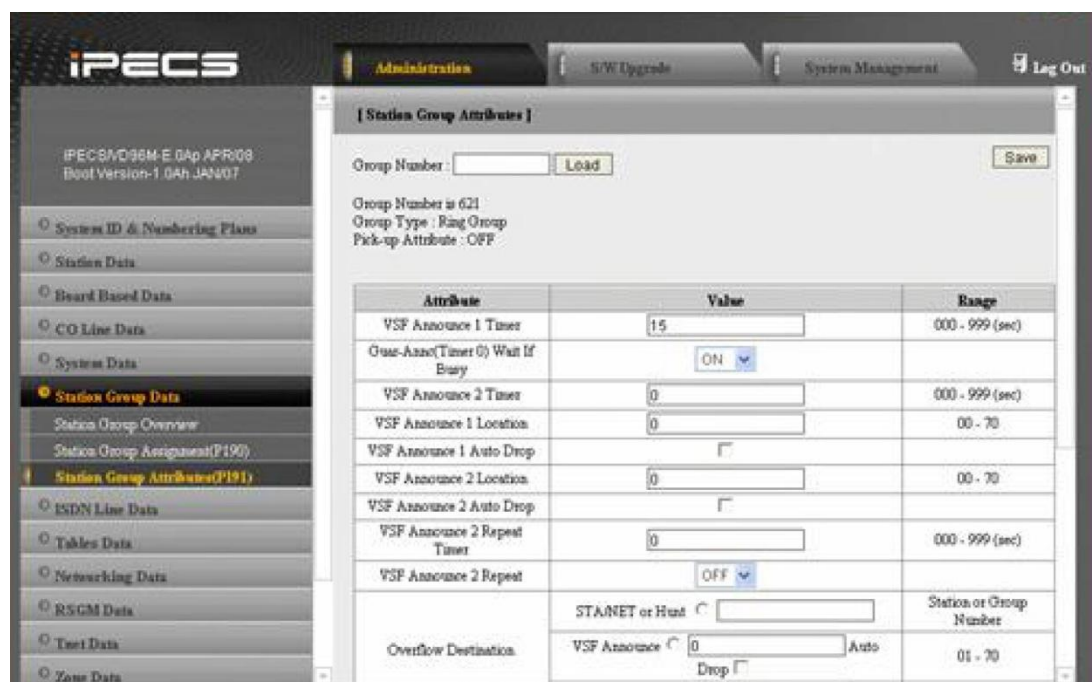 iPECS
Administration
S/W Upgrade
System Management
Log Out
[ Station Group Attributes ]
Group Number :
Load
Save
Group Number is 621
Group Type : Ring Group
Pick-up Attribute : OFF
Boot Version-1.0Ah JAN/07
System ID & Numbering Plans
Station Data
Board Based Data
CO Line Data
System Data
Station Group Data
Station Group Overview
Station Group Assignment(P190)
Station Group Attributes(P191)
ISDN Line Data
Tables Data
Networking Data
RSGM Data
Tnet Data
Zone Data
Attribute Value Range
VSF Announce 1 Timer 15 000 - 999 (sec)
Guar-Annc(Timer 0) Wait If Busy ON
VSF Announce 2 Timer 0 000 - 999 (sec)
VSF Announce 1 Location 0 00 - 70
VSF Announce 1 Auto Drop
VSF Announce 2 Location 0 00 - 70
VSF Announce 2 Auto Drop
VSF Announce 2 Repeat Timer 0 000 - 999 (sec)
VSF Announce 2 Repeat OFF
Overflow Destination
STA/NET or Hunt
Station or Group Number
VSF Announce 0 Auto Drop
01 - 70